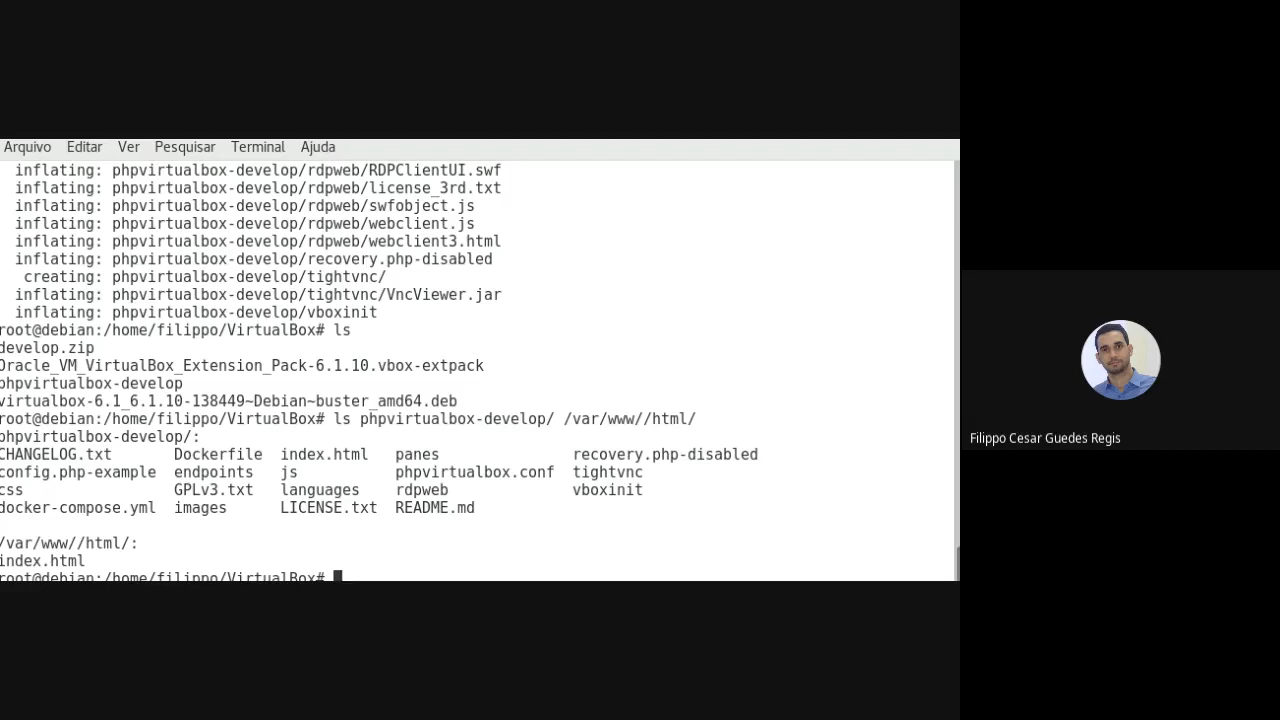 Arquivo Editar Ver Pesquisar Terminal Ajuda
inflating: phpvirtualbox-develop/rdpweb/RDPClientUI.swf
inflating: phpvirtualbox-develop/rdpweb/license_3rd.txt
inflating: phpvirtualbox-develop/rdpweb/swfobject.js
inflating: phpvirtualbox-develop/rdpweb/webclient.js
inflating: phpvirtualbox-develop/rdpweb/webclient3.html
inflating: phpvirtualbox-develop/recovery.php-disabled
creating: phpvirtualbox-develop/tightvnc/
inflating: phpvirtualbox-develop/tightvnc/VncViewer.jar
inflating: phpvirtualbox-develop/vboxinit
root@debian:/home/filippo/VirtualBox# ls
develop.zip
Oracle_VM_VirtualBox_Extension_Pack-6.1.10.vbox-extpack
phpvirtualbox-develop
virtualbox-6.1_6.1.10-138449~Debian~buster_amd64.deb
root@debian:/home/filippo/VirtualBox# ls phpvirtualbox-develop/ /var/www//html/
phpvirtualbox-develop/:
CHANGELOG.txt Dockerfile index.html panes recovery.php-disabled
config.php-example endpoints js phpvirtualbox.conf tightvnc
css GPLv3.txt languages rdpweb vboxinit
docker-compose.yml images LICENSE.txt README.md
/var/www//html/:
index.html
root@debian:/home/filippo/VirtualBox#
Filippo Cesar Guedes Regis